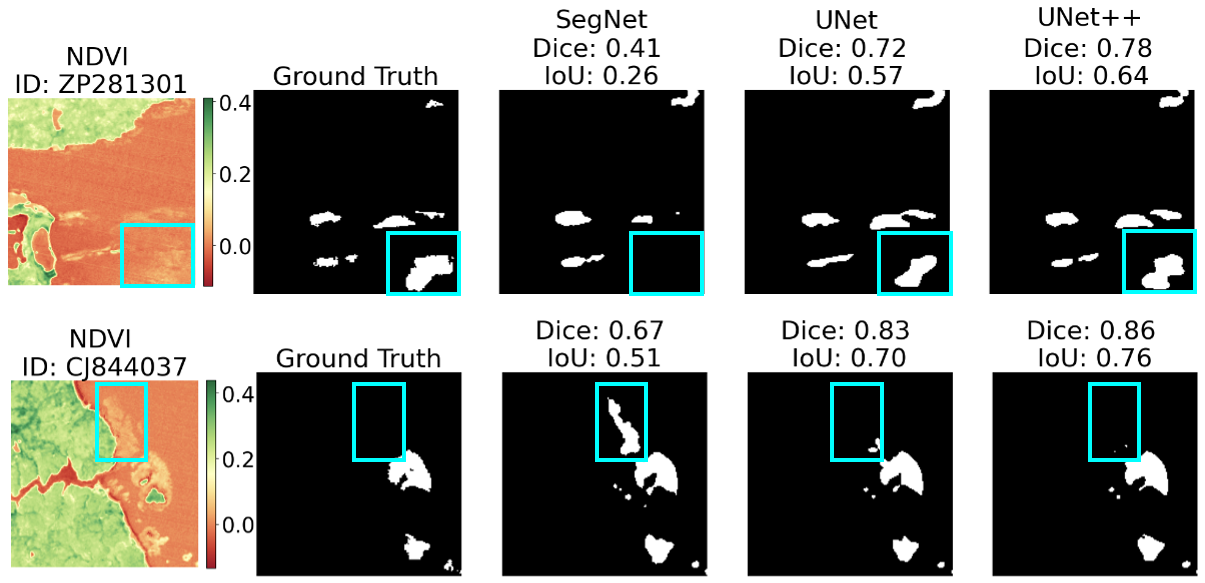 NDVI
ID: ZP281301
0.4
0.2
0.0
Ground Truth
SegNet
Dice: 0.41
IoU: 0.26
UNet
Dice: 0.72
IoU: 0.57
UNet++
Dice: 0.78
IoU: 0.64
NDVI
ID: CJ844037
0.4
0.2
0.0
Ground Truth
Dice: 0.67
IoU: 0.51
Dice: 0.83
IoU: 0.70
Dice: 0.86
IoU: 0.76